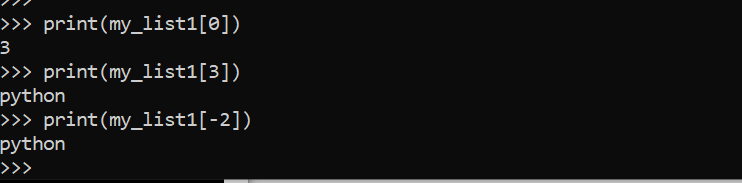 >>> print(my_list1[0])
3
>>> print(my_list1[3])
python
>>> print(my_list1[-2])
python
>>>